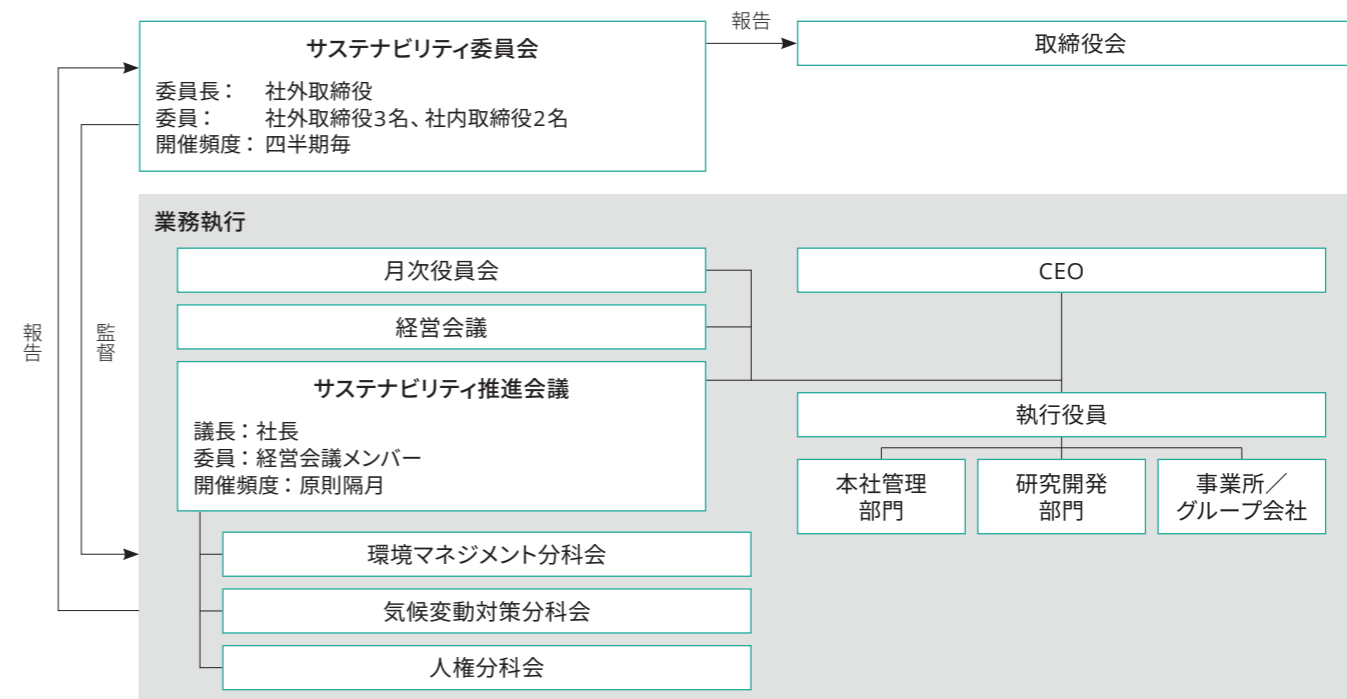 サステナビリティ委員会
委員長： 社外取締役
委員： 社外取締役3名、社内取締役2名
開催頻度： 四半期毎
報告
取締役会
報告
監督
業務執行
月次役員会
経営会議
サステナビリティ推進会議
議長：社長
委員：経営会議メンバー
開催頻度：原則隔月
環境マネジメント分科会
気候変動対策分科会
人権分科会
CEO
執行役員
本社管理
部門
研究開発
部門
事業所／
グループ会社